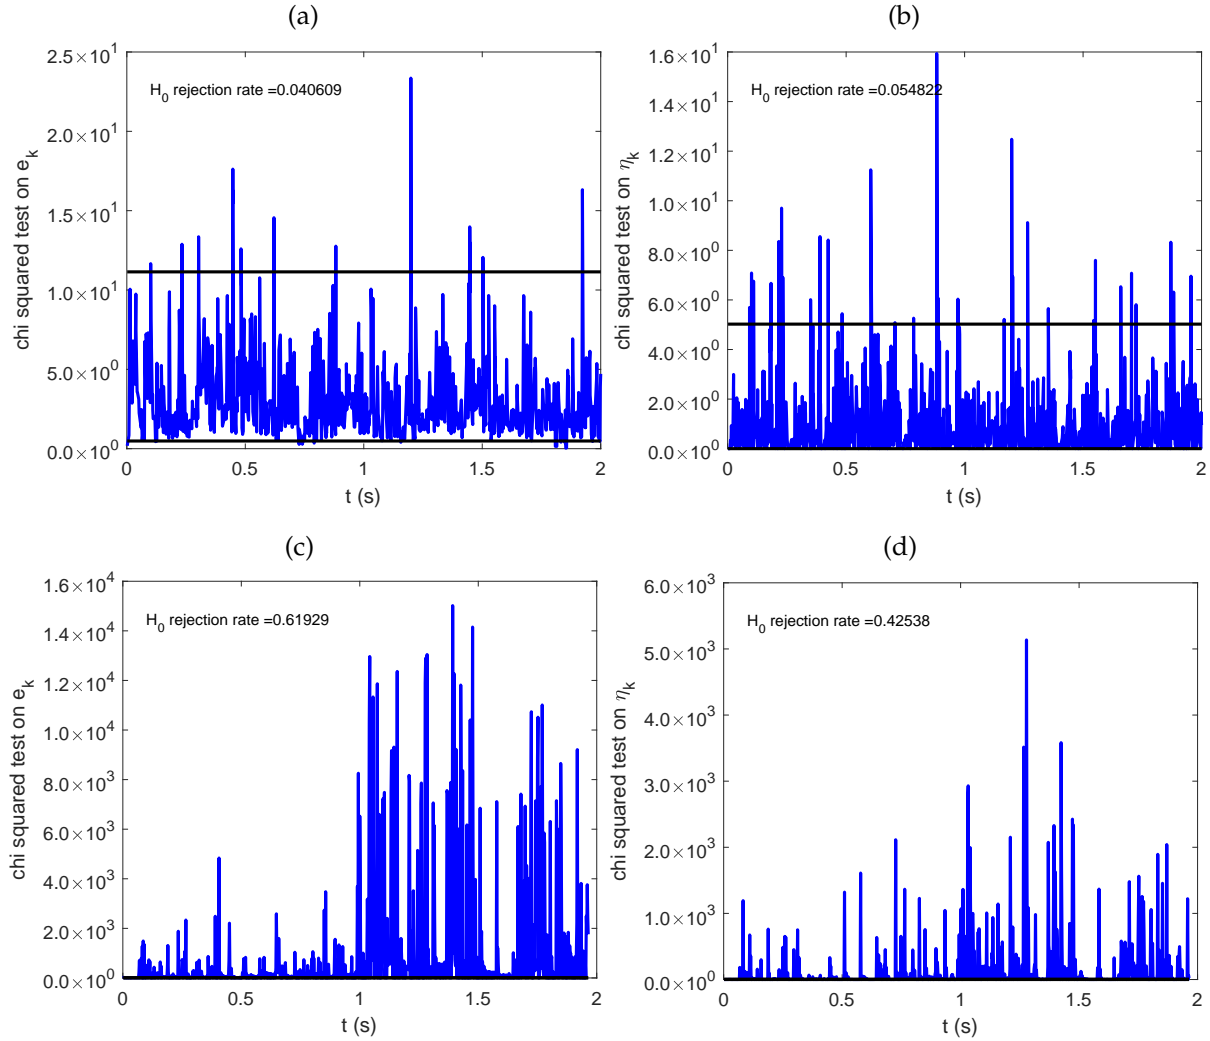 (a)
chi squared test on e_k
2.5×10^1
2.0×10^1
1.5×10^1
1.0×10^1
5.0×10^0
0.0×10^0
H_0 rejection rate =0.040609
0 0.5 1 1.5 2
t (s)
(b)
chi squared test on η_k
1.6×10^1
1.4×10^1
1.2×10^1
1.0×10^1
8.0×10^0
6.0×10^0
4.0×10^0
2.0×10^0
0.0×10^0
H_0 rejection rate =0.054822
0 0.5 1 1.5 2
t (s)
(c)
chi squared test on e_k
1.6×10^4
1.4×10^4
1.2×10^4
1.0×10^4
8.0×10^3
6.0×10^3
4.0×10^3
2.0×10^3
0.0×10^0
H_0 rejection rate =0.61929
0 0.5 1 1.5 2
t (s)
(d)
chi squared test on η_k
6.0×10^3
5.0×10^3
4.0×10^3
3.0×10^3
2.0×10^3
1.0×10^3
0.0×10^0
H_0 rejection rate =0.42538
0 0.5 1 1.5 2
t (s)